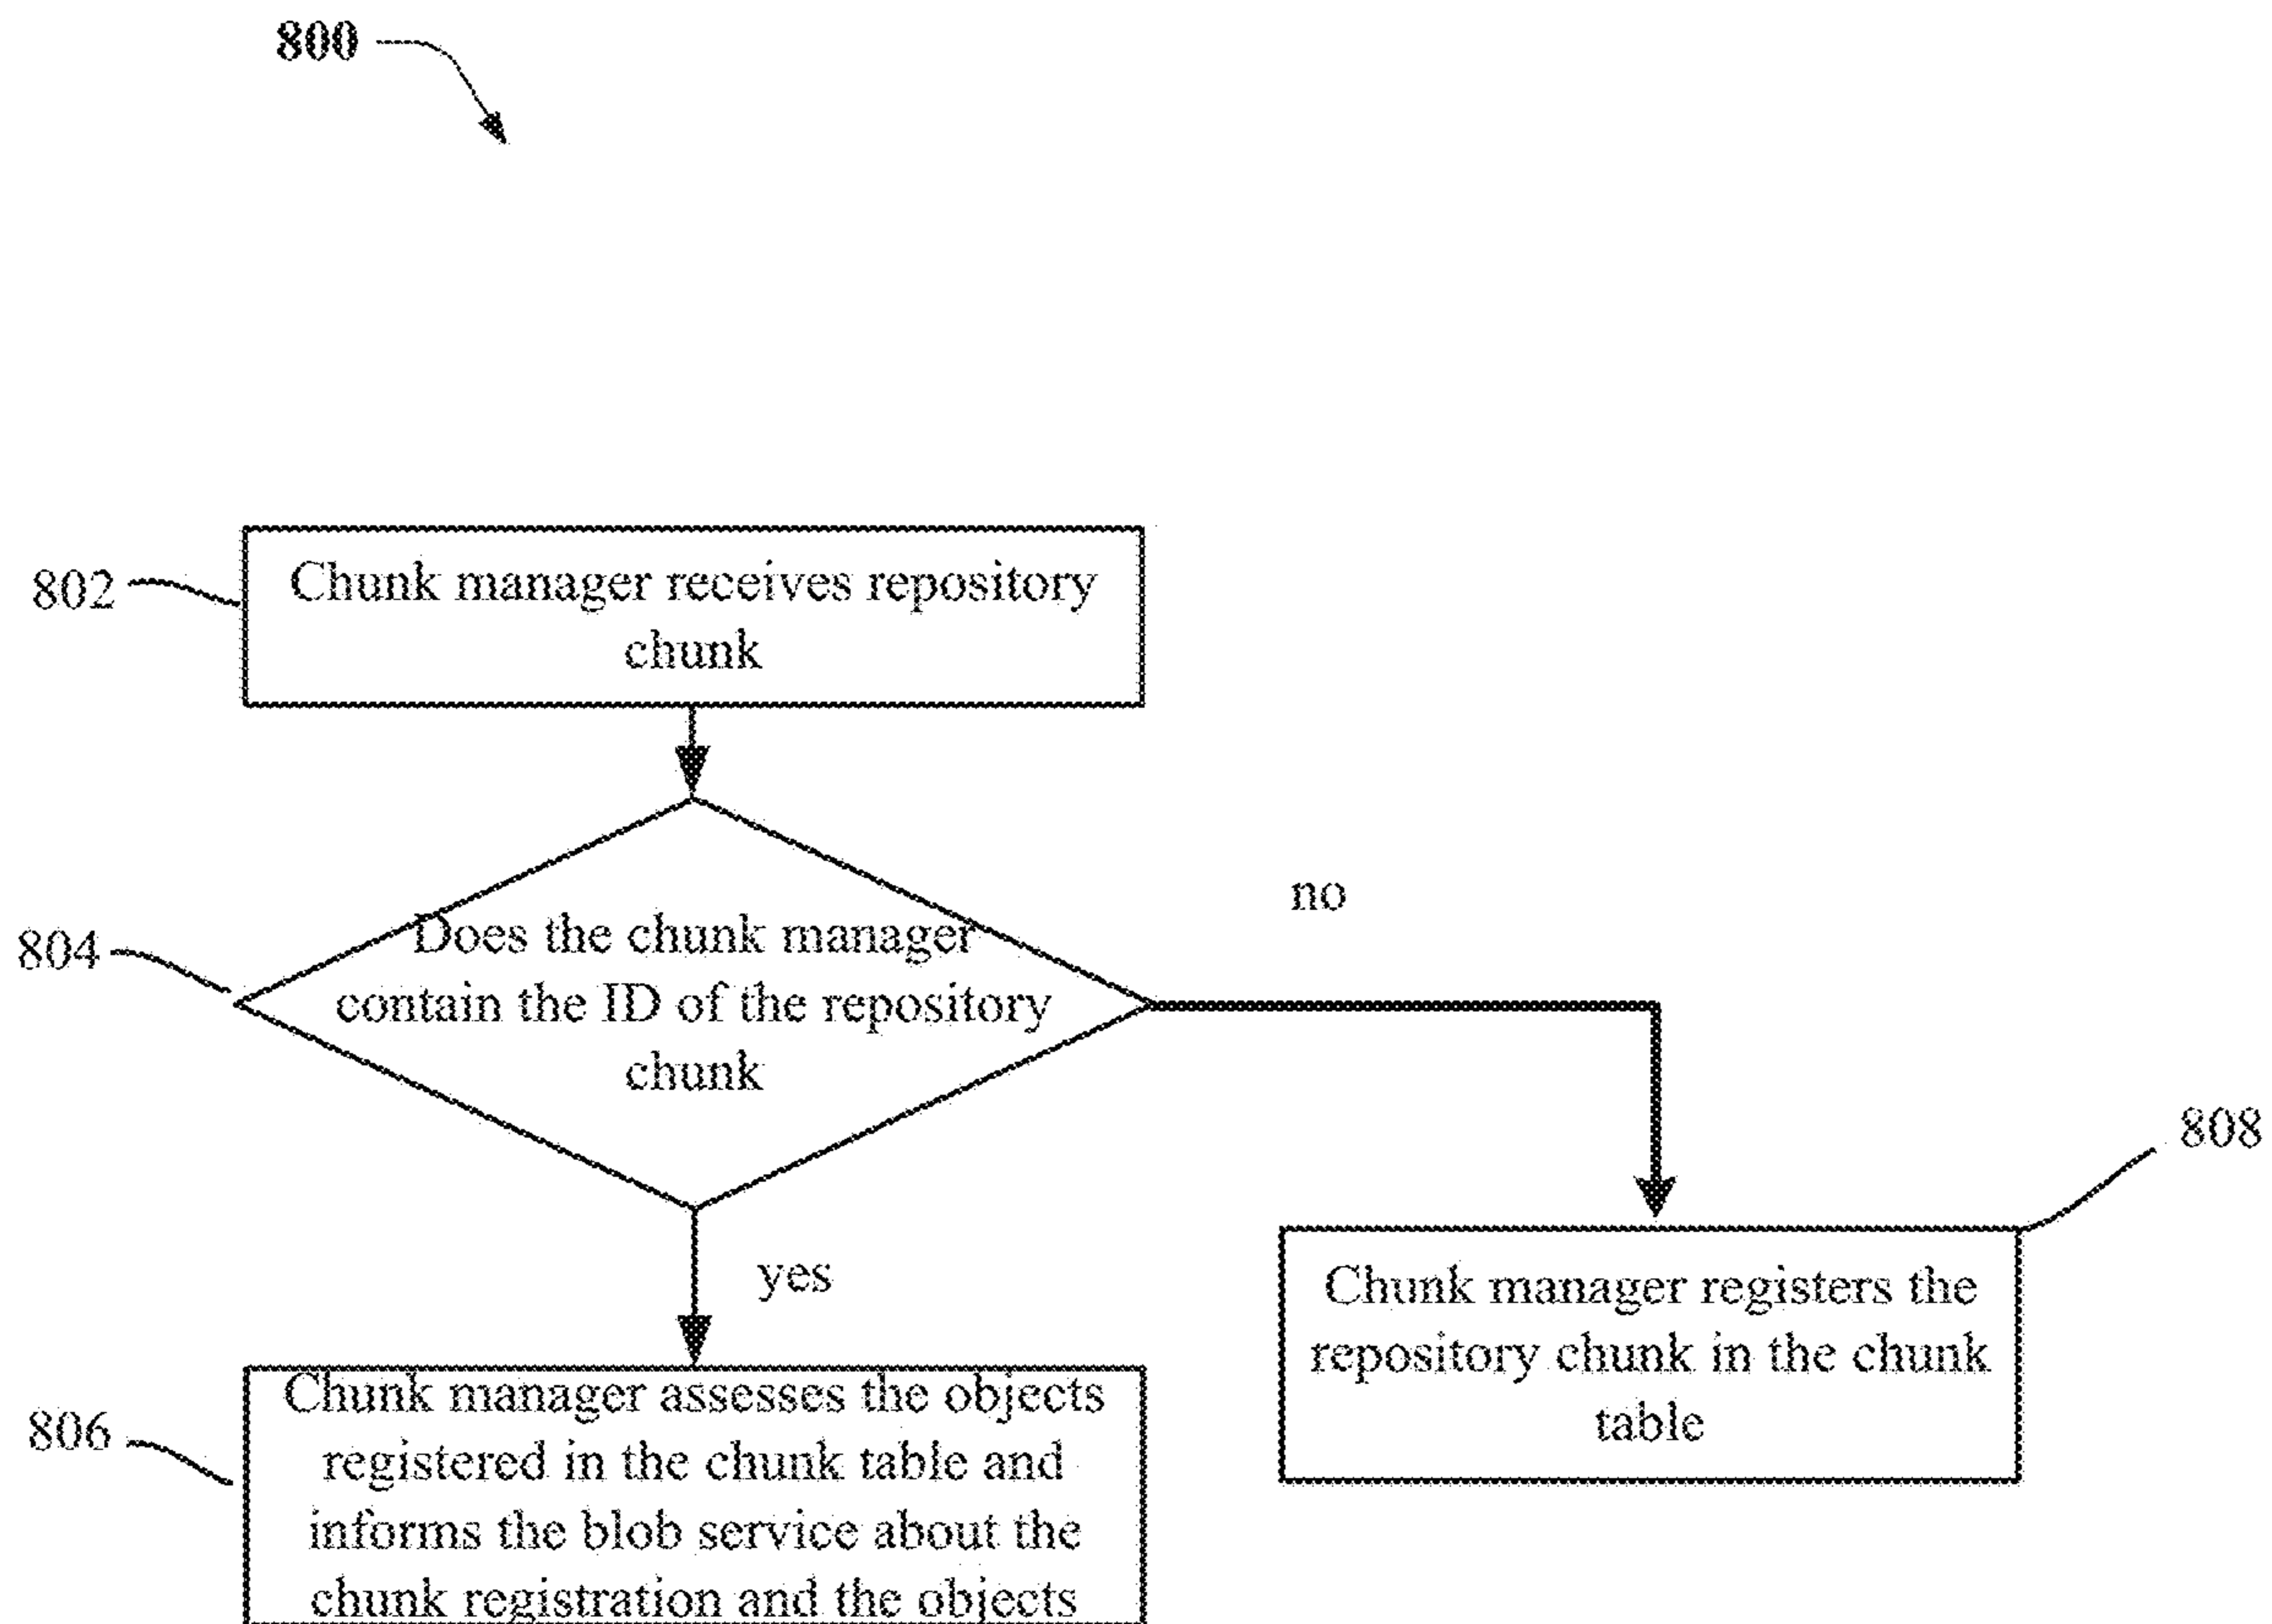 800
802
Chunk manager receives repository
chunk
no
804
Does the chunk manager
contain the ID of the repository
chunk
808
yes
Chunk manager registers the
repository chunk in the chunk
table
806
Chunk manager assesses the objects
registered in the chunk table and
informs the blob service about the
chunk registration and the objects